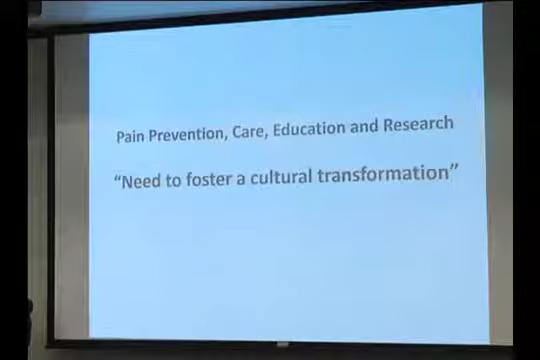 Pain Prevention, Care, Education and Research
“Need to foster a cultural transformation”